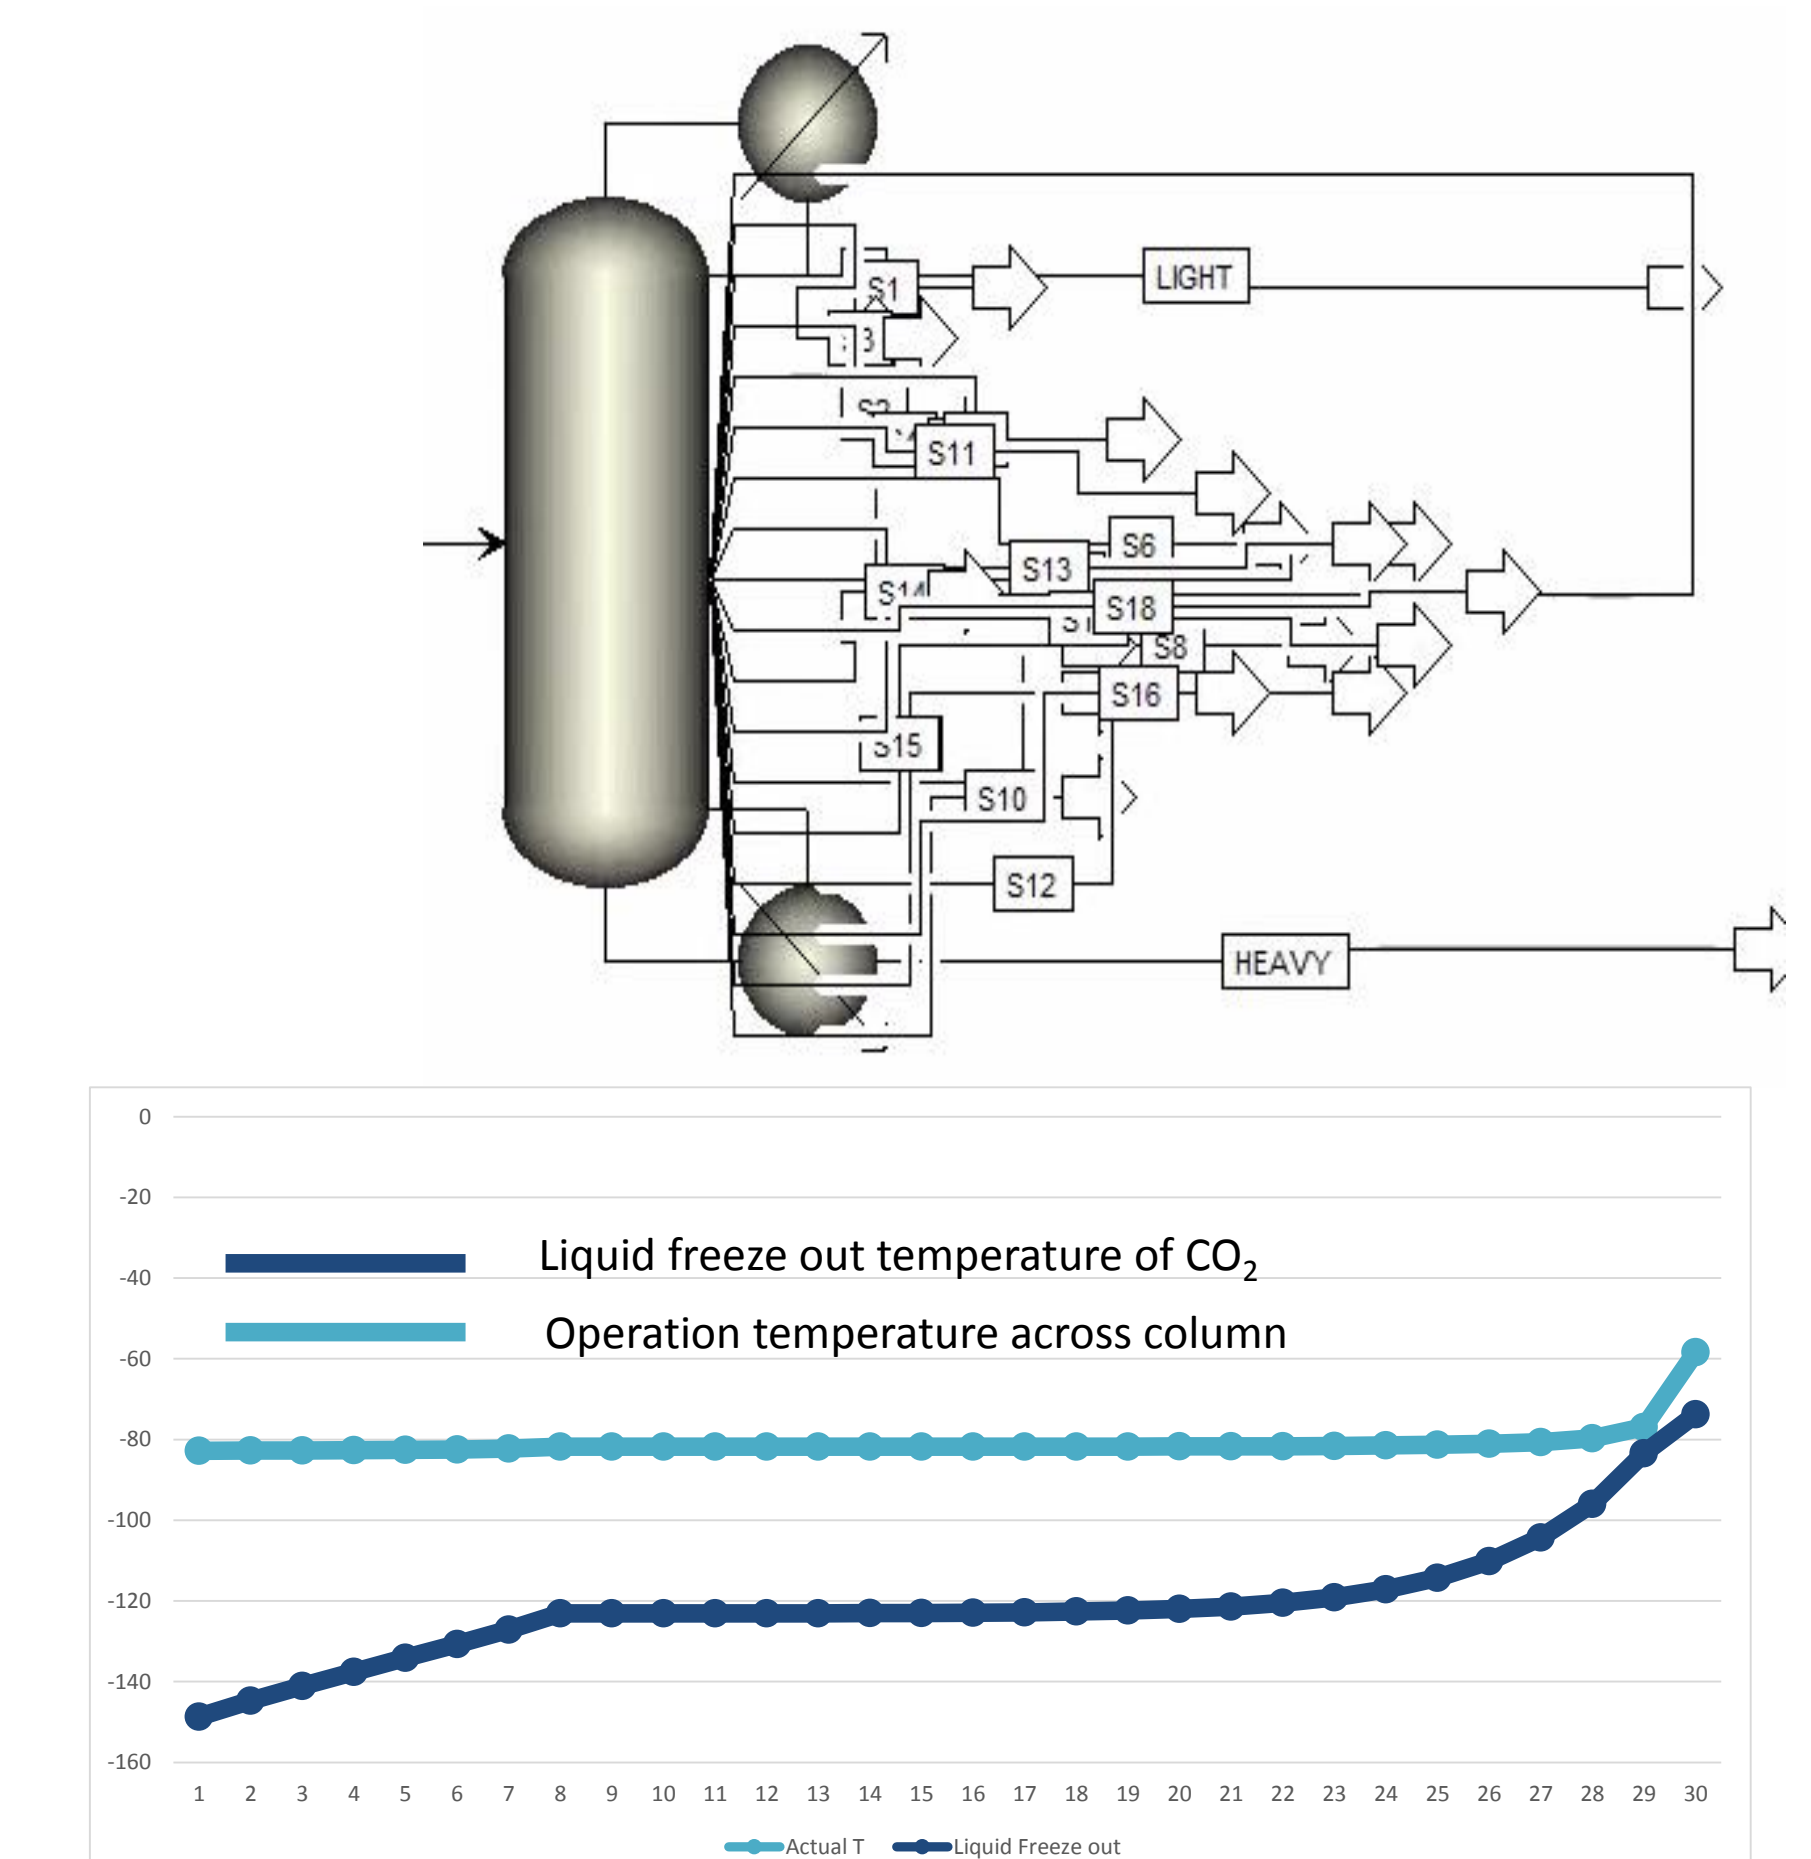 LIGHT
S1
3
S11
S6
S13
S14
S18
S8
S16
S15
S10
S12
HEAVY
0
-20
-40
-60
-80
-100
-120
-140
-160
Liquid freeze out temperature of CO₂
Operation temperature across column
1 2 3 4 5 6 7 8 9 10 11 12 13 14 15 16 17 18 19 20 21 22 23 24 25 26 27 28 29 30
Actual T Liquid Freeze out